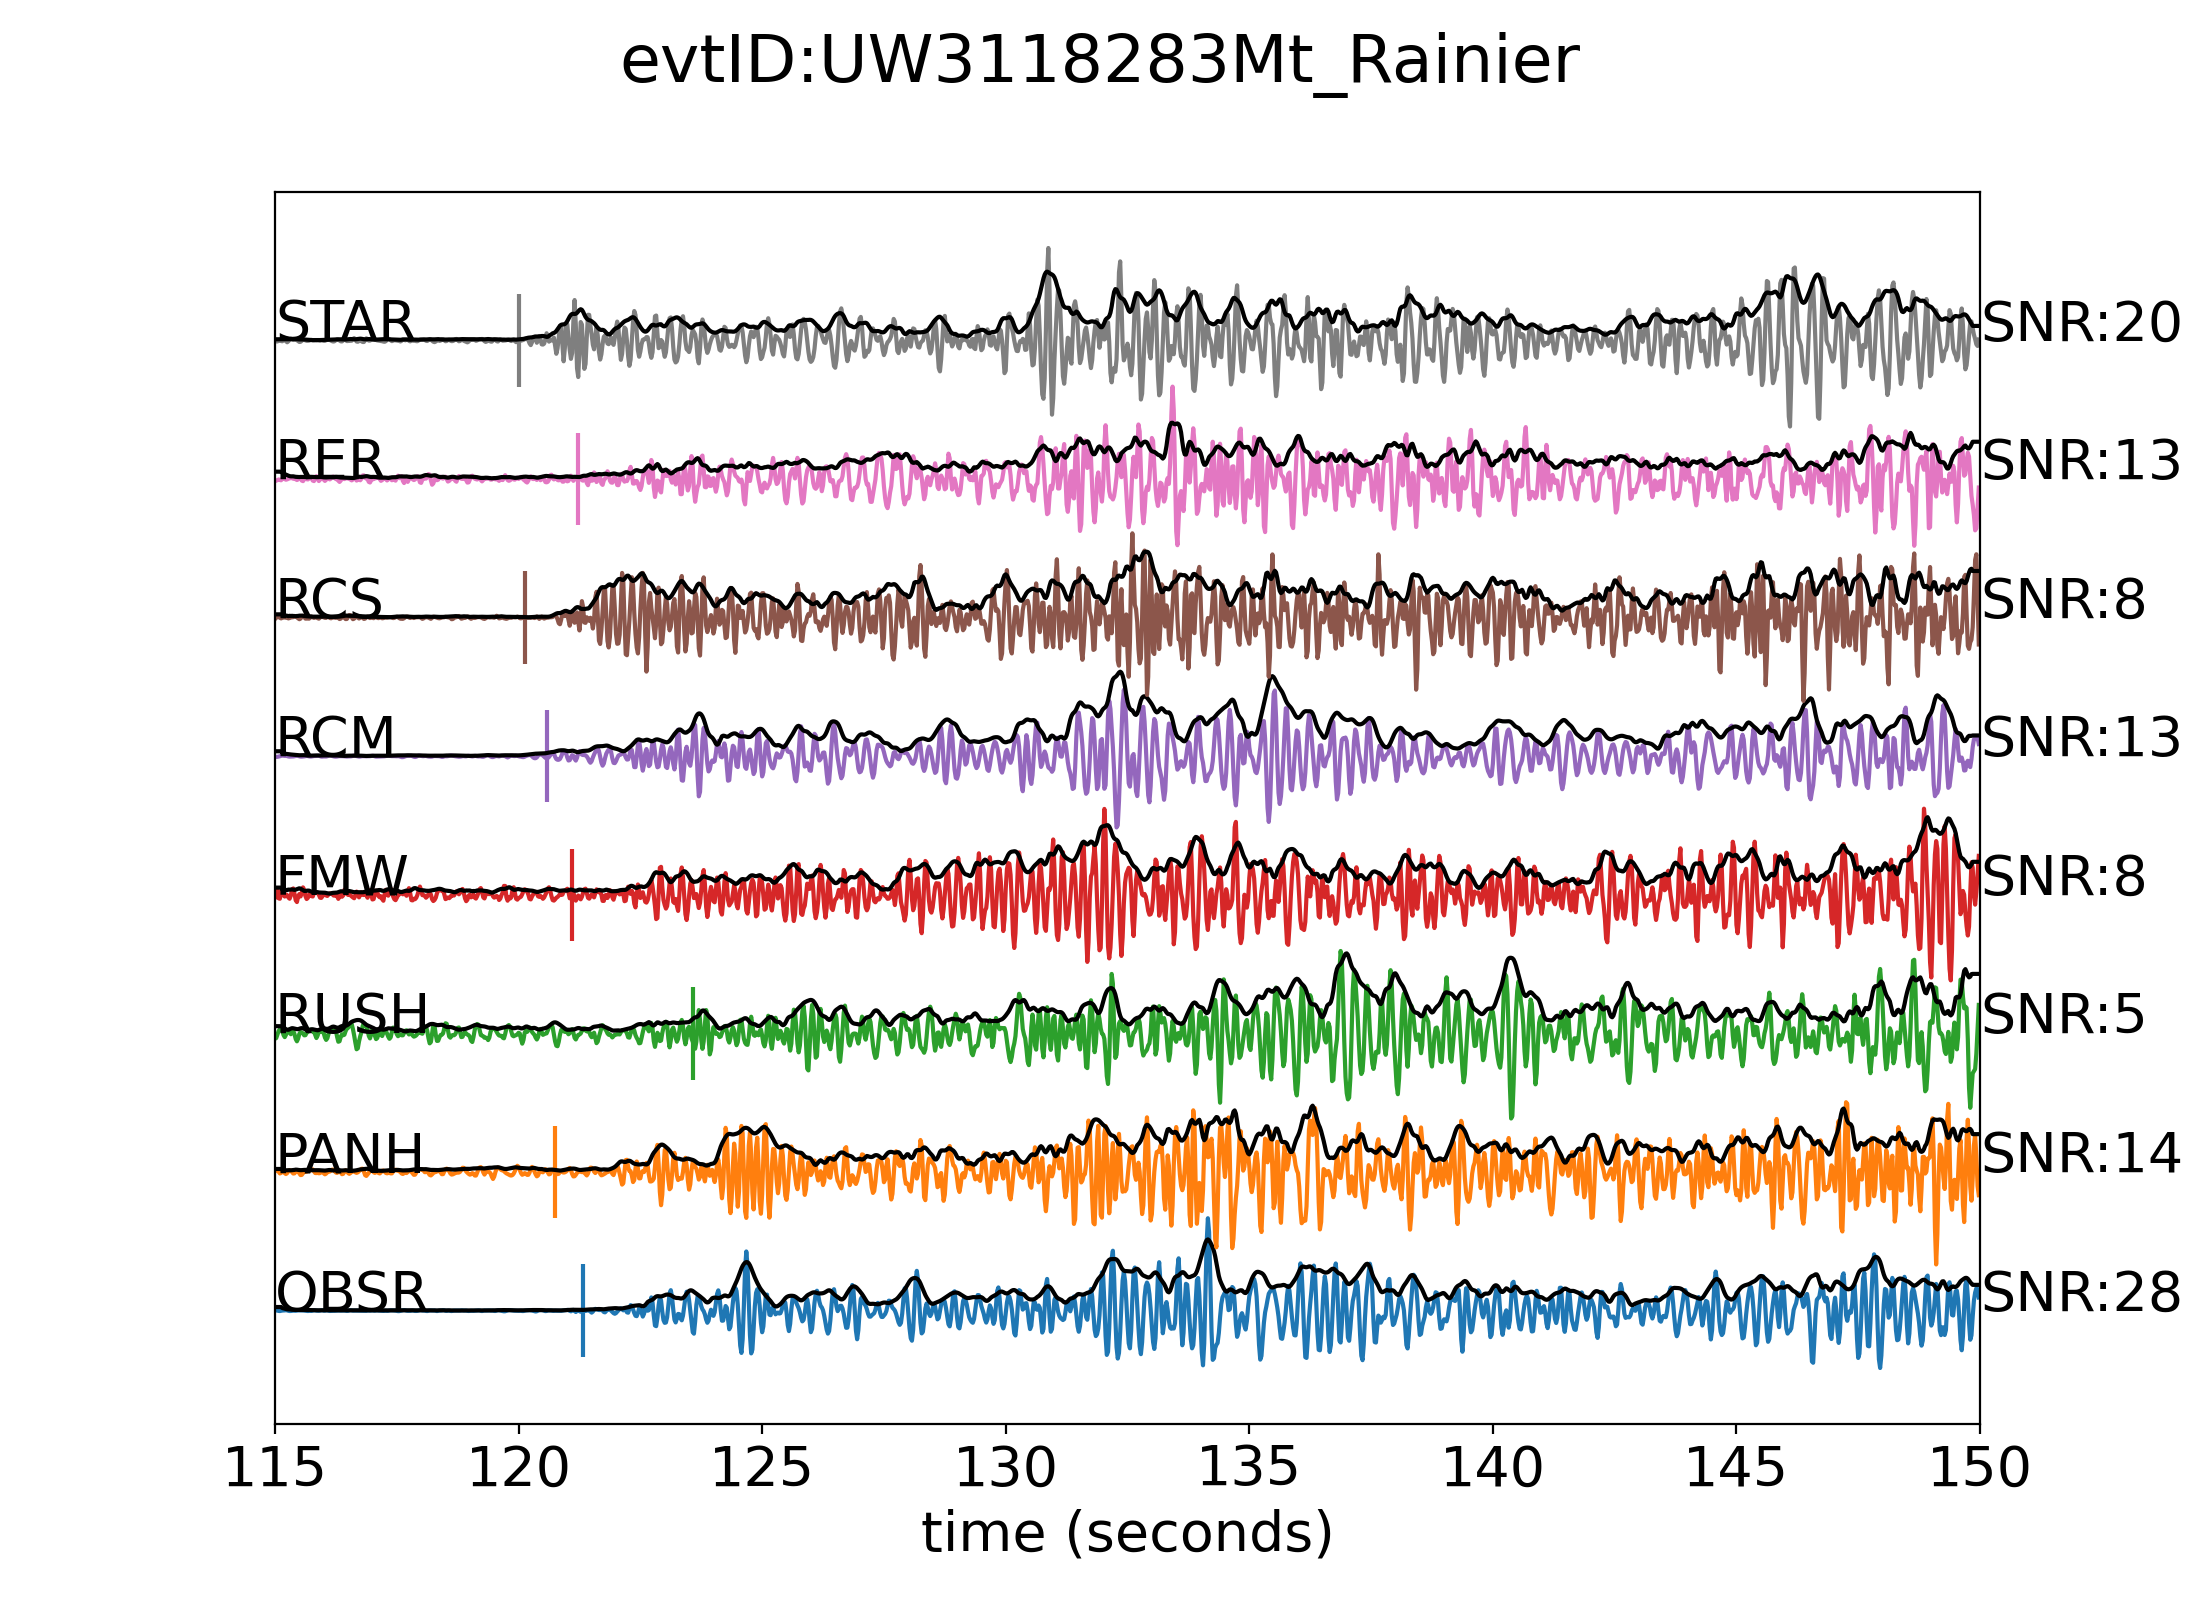 evtID:UW3118283Mt_Rainier
STAR SNR:20
RER SNR:13
RCS SNR:8
RCM SNR:13
FMW SNR:8
RUSH SNR:5
PANH SNR:14
OBSR SNR:28
115 120 125 130 135 140 145 150
time (seconds)